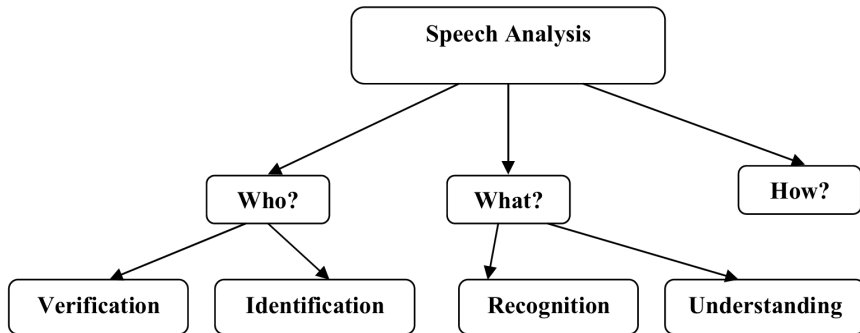 Speech Analysis
Who?
What?
How?
Verification
Identification
Recognition
Understanding